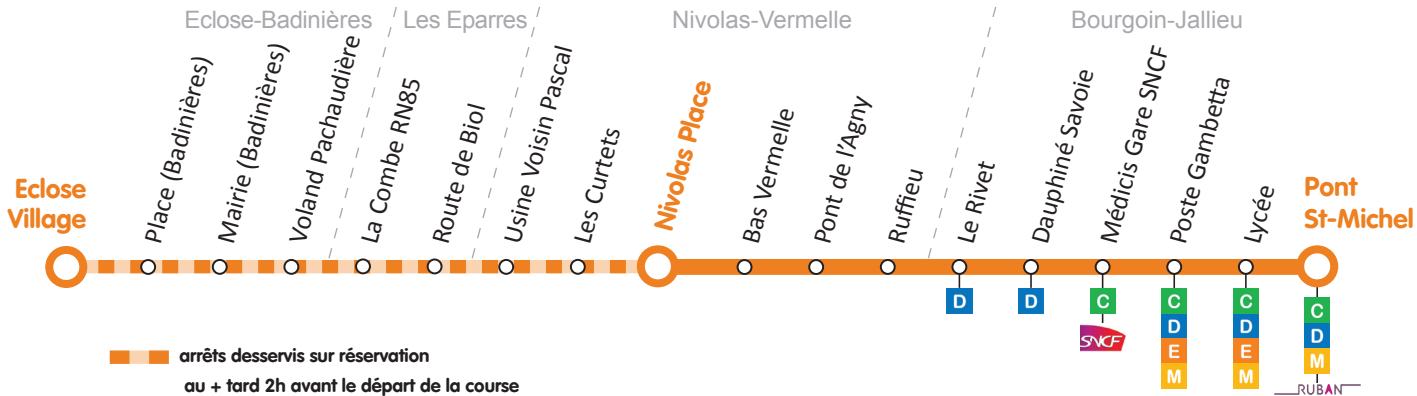 Eclose-Badinières
Les Eparres
Nivolas-Vermelle
Bourgoin-Jallieu
Eclose
Village
Place (Badinières)
Mairie (Badinières)
Voland Pachaudière
La Combe RN85
Route de Biol
Usine Voisin Pascal
Les Curtets
Nivolas Place
Bas Vermelle
Pont de l'Agny
Ruffieu
Le Rivet
Dauphiné Savoie
Médicis Gare SNCF
Poste Gambetta
Lycée
Pont
St-Michel
D
D
C
SNCF
C
D
E
M
C
D
E
M
C
D
M
RUBAN
arrêts desservis sur réservation
au + tard 2h avant le départ de la course